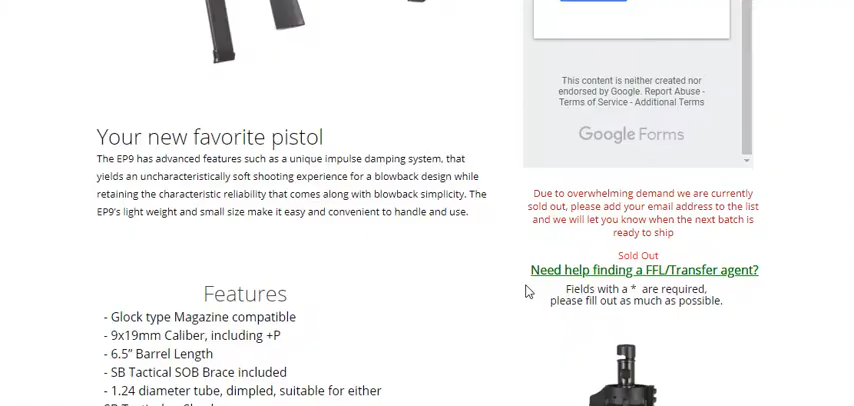 This content is neither created nor
endorsed by Google. Report Abuse -
Terms of Service - Additional Terms
Google Forms
Your new favorite pistol
The EP9 has advanced features such as a unique impulse damping system, that
yields an uncharacteristically soft shooting experience for a blowback design while
retaining the characteristic reliability that comes along with blowback simplicity. The
EP9's light weight and small size make it easy and convenient to handle and use.
Due to overwhelming demand we are currently
sold out, please add your email address to the list
and we will let you know when the next batch is
ready to ship
Sold Out
Need help finding a FFL/Transfer agent?
Fields with a * are required,
please fill out as much as possible.
Features
- Glock type Magazine compatible
- 9x19mm Caliber, including +P
- 6.5” Barrel Length
- SB Tactical SOB Brace included
- 1.24 diameter tube, dimpled, suitable for either